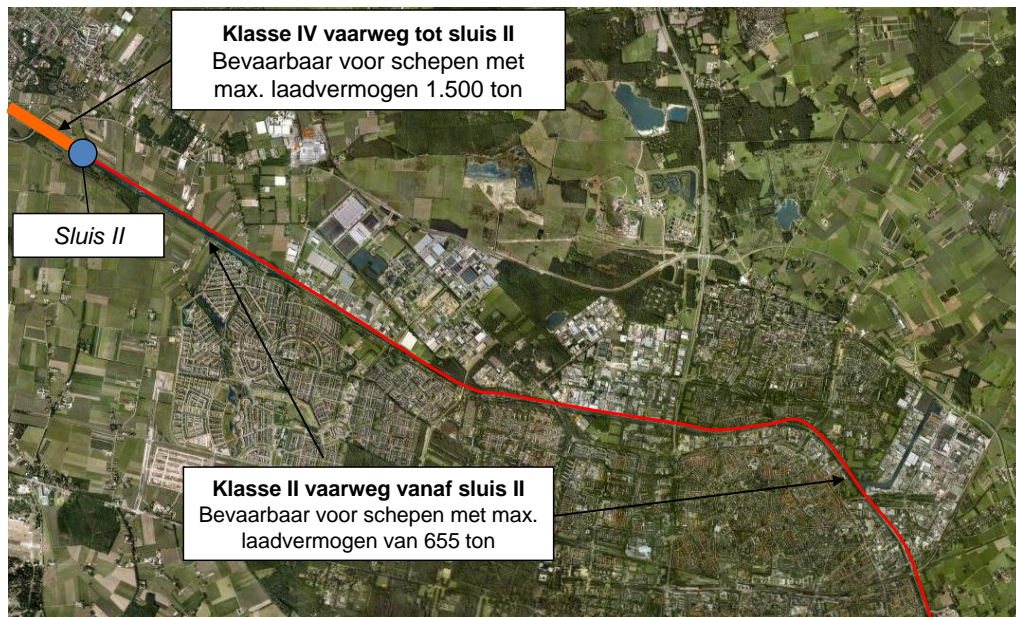 Klasse IV vaarweg tot sluis II
Bevaarbaar voor schepen met
max. laadvermogen 1.500 ton
Sluis II
Klasse II vaarweg vanaf sluis II
Bevaarbaar voor schepen met max.
laadvermogen van 655 ton